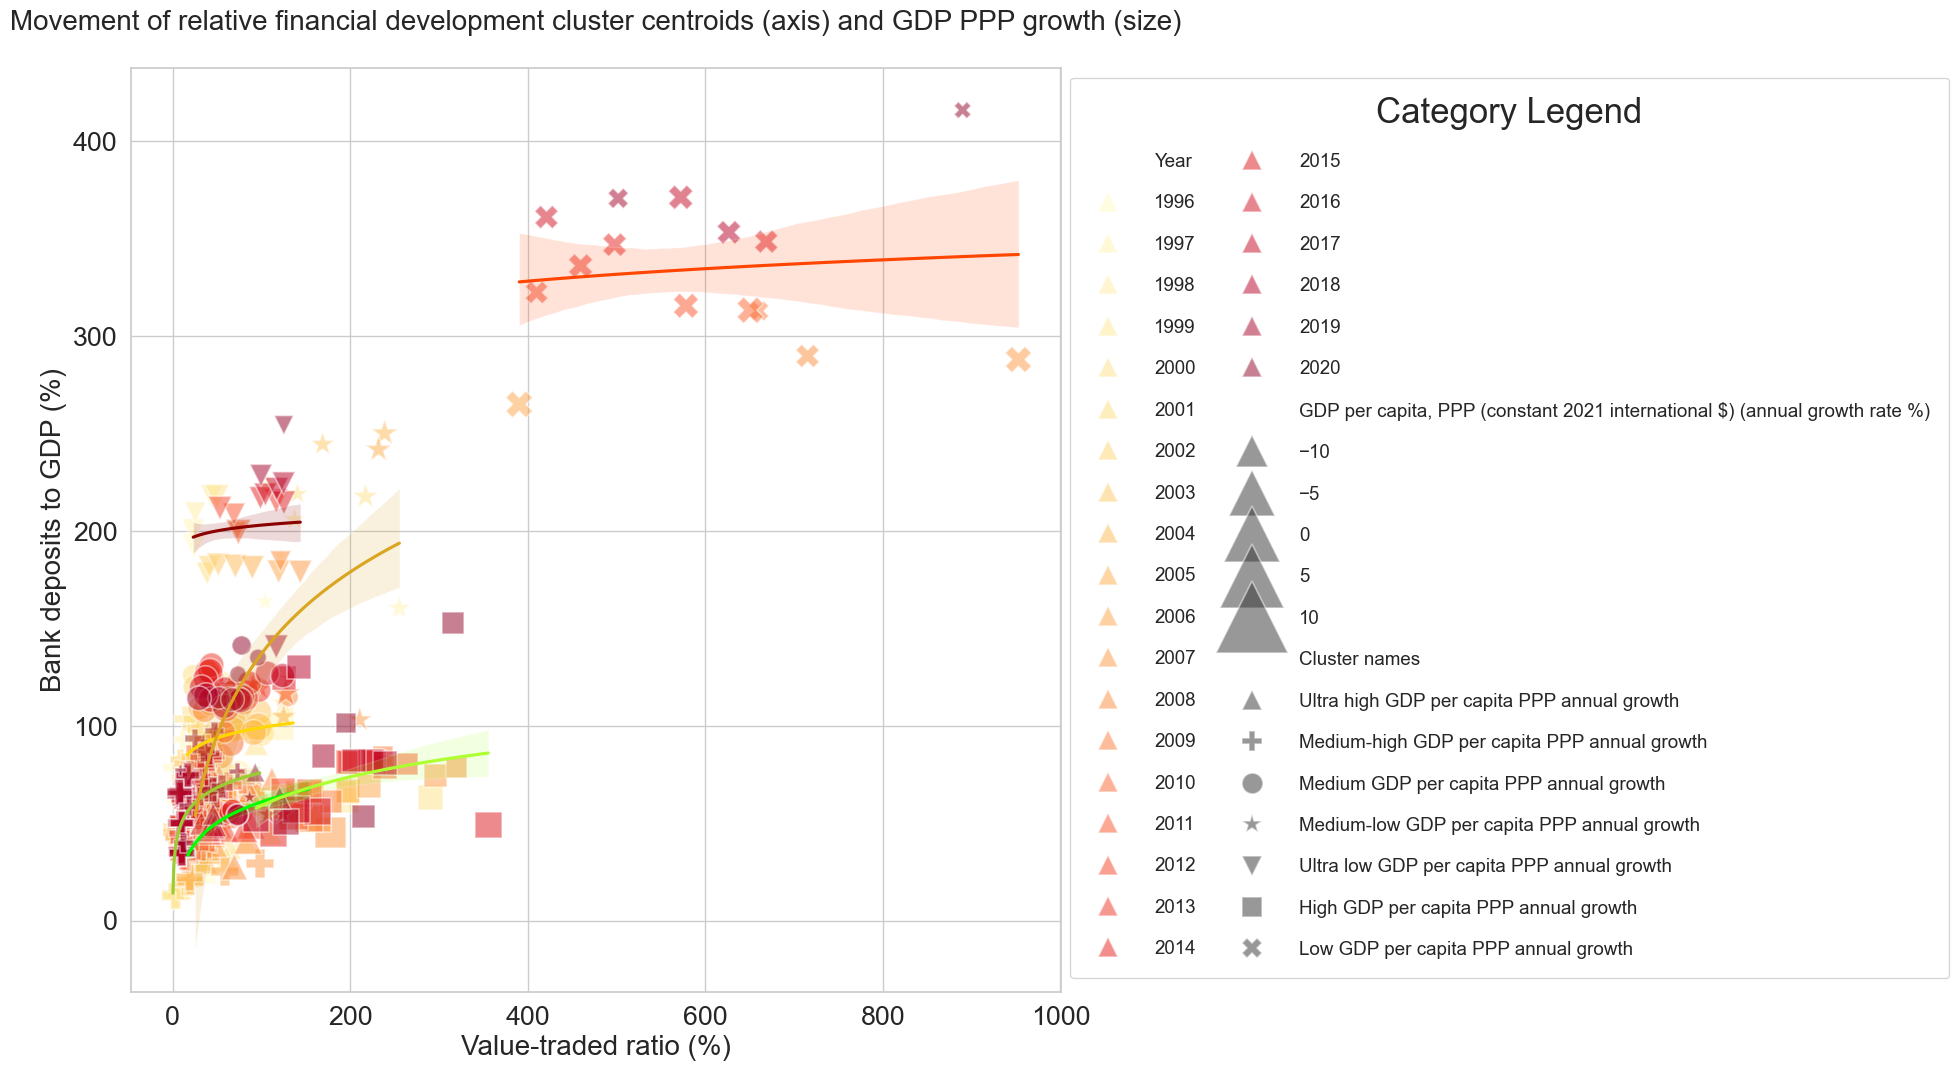 Movement of relative financial development cluster centroids (axis) and GDP PPP growth (size)
Bank deposits to GDP (%)
400
300
200
100
0
0
200
400
600
800
1000
Value-traded ratio (%)
Category Legend
Year
1996
1997
1998
1999
2000
2001
2002
2003
2004
2005
2006
2007
2008
2009
2010
2011
2012
2013
2014
2015
2016
2017
2018
2019
2020
GDP per capita, PPP (constant 2021 international $) (annual growth rate %)
−10
−5
0
5
10
Cluster names
Ultra high GDP per capita PPP annual growth
Medium-high GDP per capita PPP annual growth
Medium GDP per capita PPP annual growth
Medium-low GDP per capita PPP annual growth
Ultra low GDP per capita PPP annual growth
High GDP per capita PPP annual growth
Low GDP per capita PPP annual growth